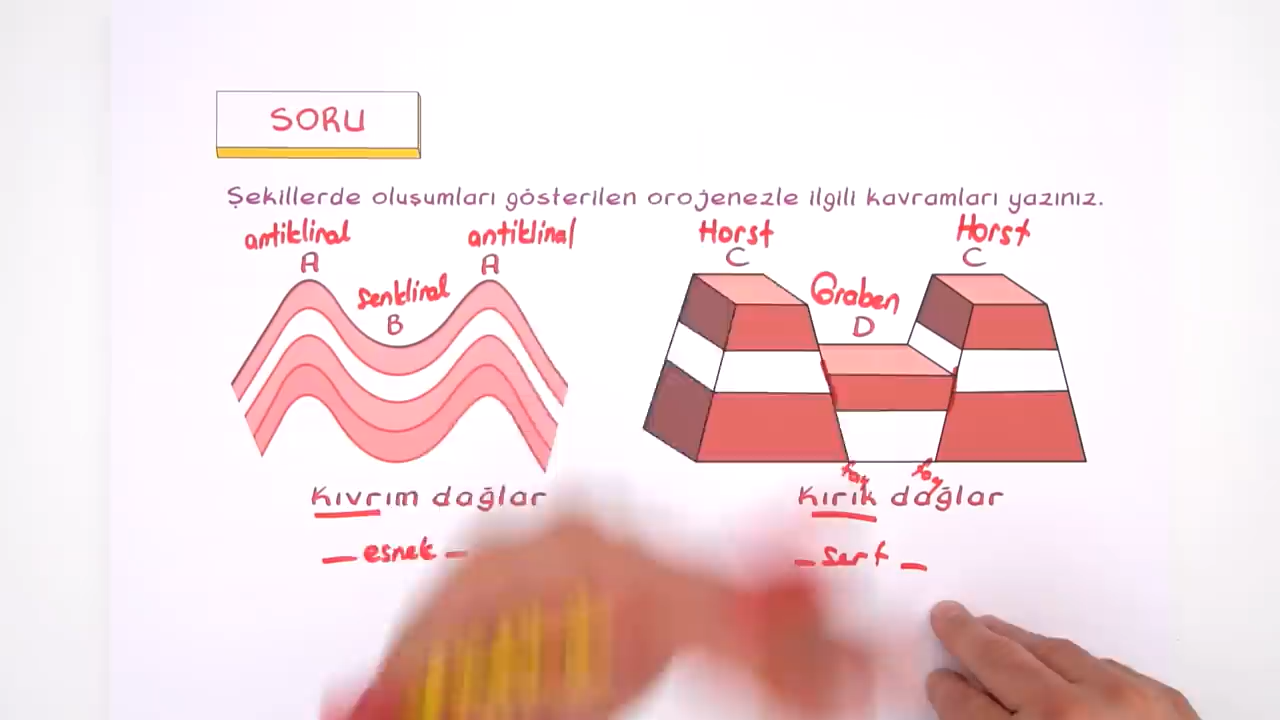 SORU
Şekillerde oluşumları gösterilen orojenezle ilgili kavramları yazınız.
antiklinal antiklinal Horst Horst
A A C C
senklinal Graben
B D
fay fay
Kıvrım dağlar Kırık dağlar
– esnek – – sert –